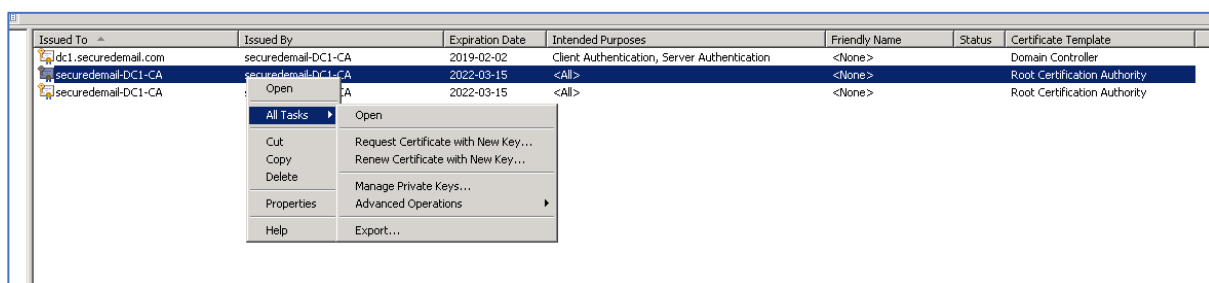 Issued To Issued By Expiration Date Intended Purposes Friendly Name Status Certificate Template
dc1.securedemail.com securedemail-DC1-CA 2019-02-02 Client Authentication, Server Authentication <None> Domain Controller
securedemail-DC1-CA securedemail-DC1-CA 2022-03-15 <All> <None> Root Certification Authority
securedemail-DC1-CA CA 2022-03-15 <All> <None> Root Certification Authority
Open
All Tasks Open
Cut Request Certificate with New Key...
Copy Renew Certificate with New Key...
Delete
Manage Private Keys...
Properties Advanced Operations
Help Export...